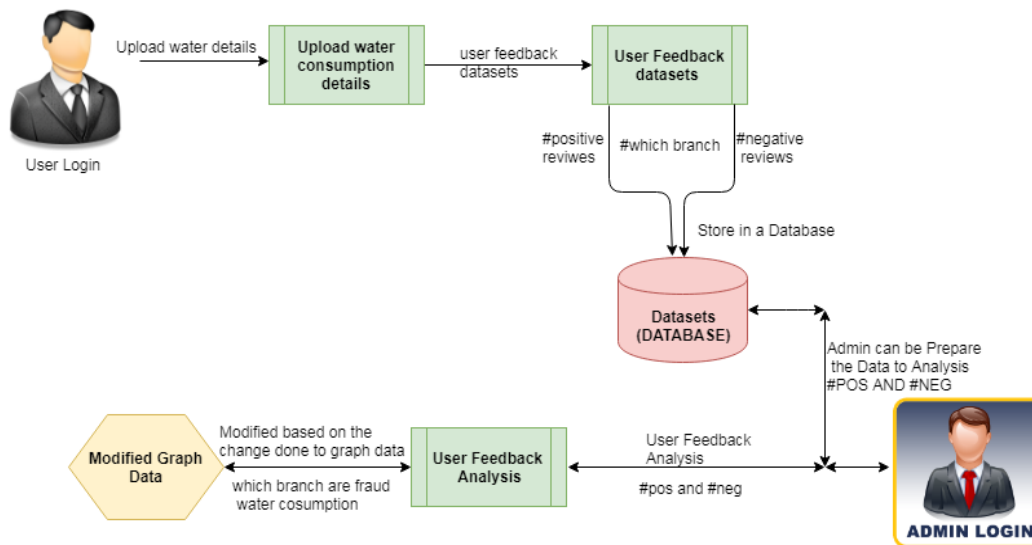 Upload water details
User Login
Upload water
consumption
details
user feedback
datasets
User Feedback
datasets
#positive
reviwes
#which branch
#negative
reviews
Store in a Database
Datasets
(DATABASE)
Admin can be Prepare
the Data to Analysis
#POS AND #NEG
Modified Graph
Data
Modified based on the
change done to graph data
which branch are fraud
water cosumption
User Feedback
Analysis
User Feedback
Analysis
#pos and #neg
ADMIN LOGIN